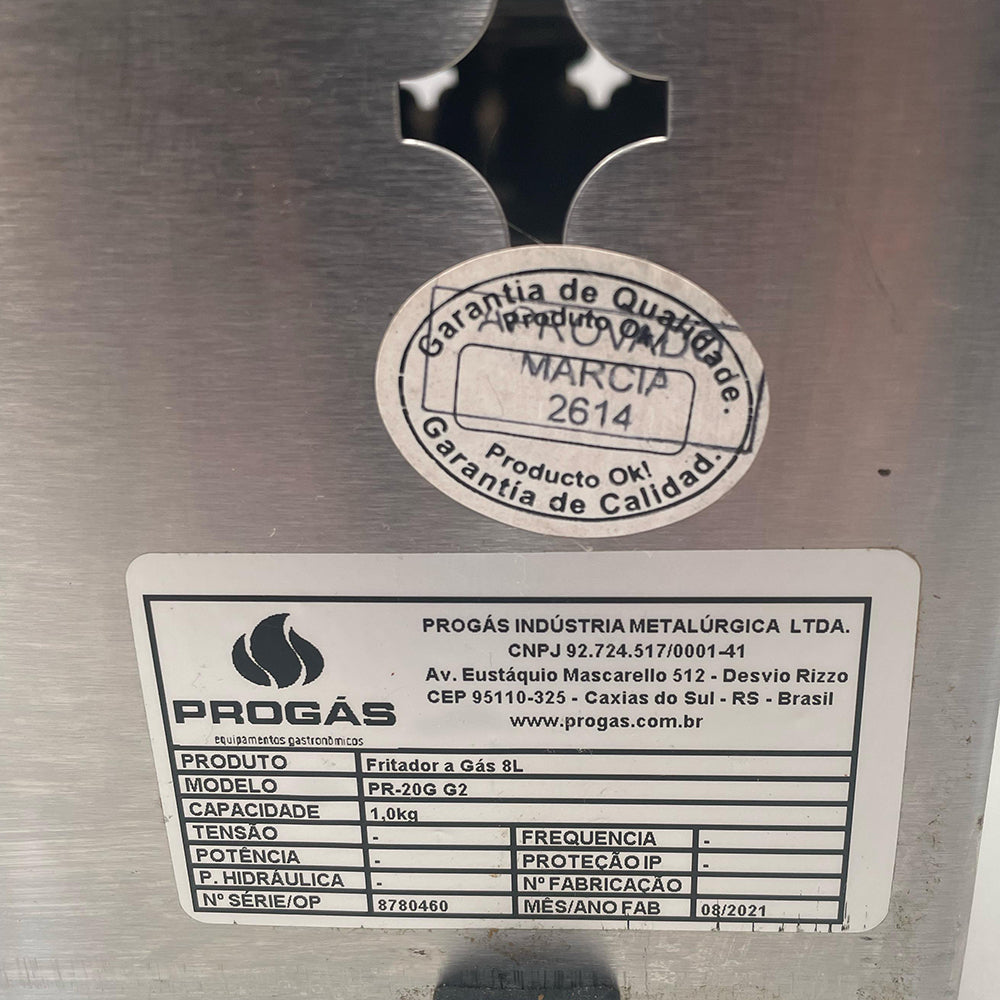 Garantia de Qualidade.
Produto Ok!
APROVADO
MARCIA
2614
Producto Ok!
Garantía de Calidad.
PROGÁS
equipamentos gastronômicos
PROGÁS INDÚSTRIA METALÚRGICA LTDA.
CNPJ 92.724.517/0001-41
Av. Eustáquio Mascarello 512 - Desvio Rizzo
CEP 95110-325 - Caxias do Sul - RS - Brasil
www.progas.com.br
PRODUTO Fritador a Gás 8L
MODELO PR-20G G2
CAPACIDADE 1,0kg
TENSÃO - FREQUENCIA -
POTÊNCIA - PROTEÇÃO IP -
P. HIDRÁULICA - Nº FABRICAÇÃO
Nº SÉRIE/OP 8780460 MÊS/ANO FAB 08/2021